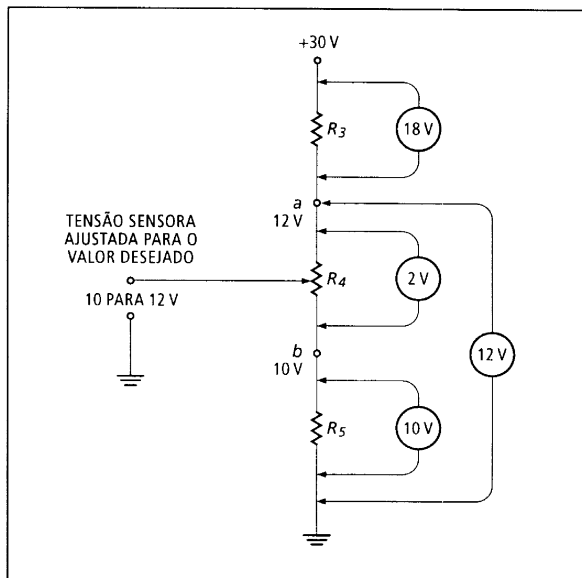 +30 V
R3
18 V
a
12 V
TENSÃO SENSORA
AJUSTADA PARA O
VALOR DESEJADO
10 PARA 12 V
R4
2 V
b
10 V
12 V
R5
10 V